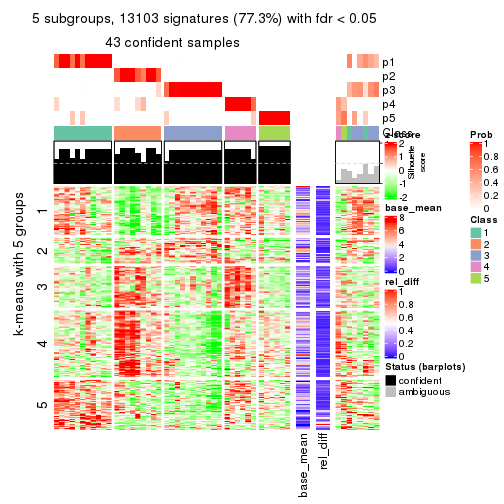 5 subgroups, 13103 signatures (77.3%) with fdr < 0.05
43 confident samples
p1
p2
p3
p4
p5
Class
Silhouette
score
k-means with 5 groups
1
2
3
4
5
base_mean
rel_diff
z-score
2
1
0
-1
-2
base_mean
8
6
4
2
0
rel_diff
1
0.8
0.6
0.4
0.2
0
Status (barplots)
confident
ambiguous
Prob
1
0.8
0.6
0.4
0.2
0
Class
1
2
3
4
5